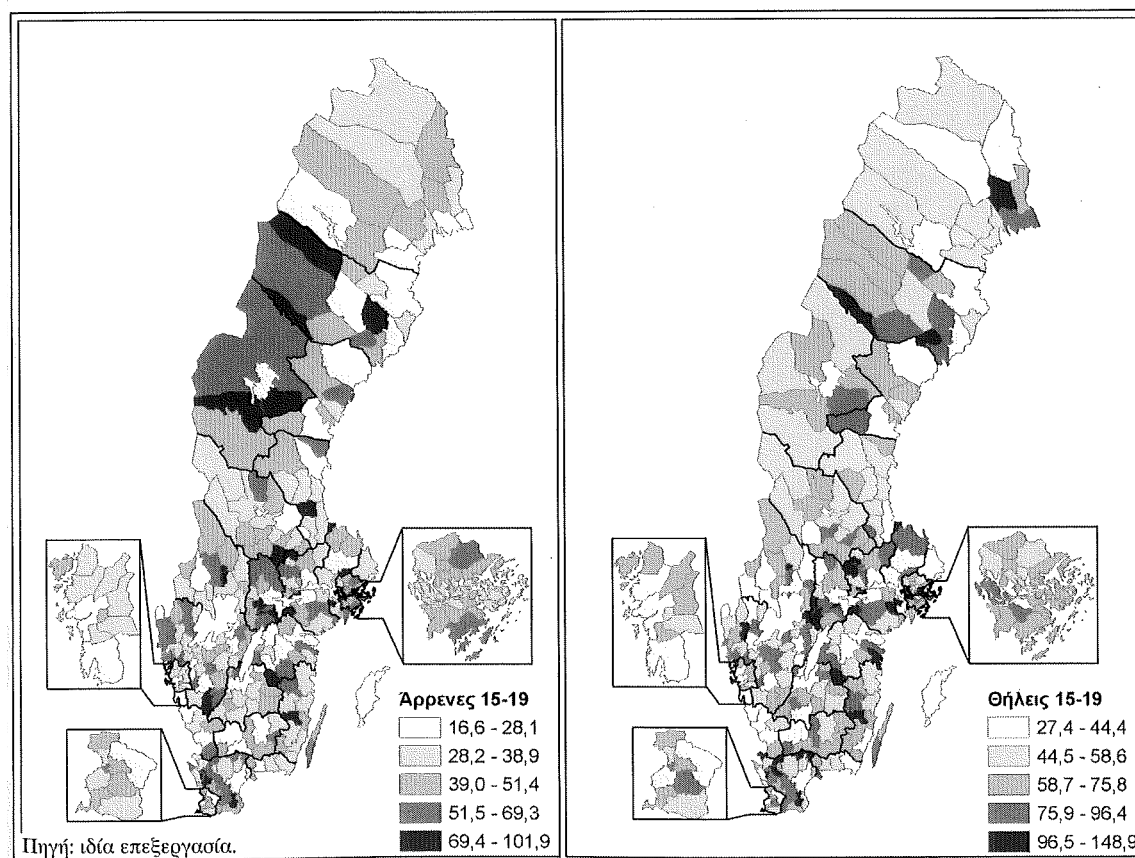 Άρρενες 15-19
16,6 - 28,1
28,2 - 38,9
39,0 - 51,4
51,5 - 69,3
69,4 - 101,9
Πηγή: ιδία επεξεργασία.
Θήλεις 15-19
27,4 - 44,4
44,5 - 58,6
58,7 - 75,8
75,9 - 96,4
96,5 - 148,9